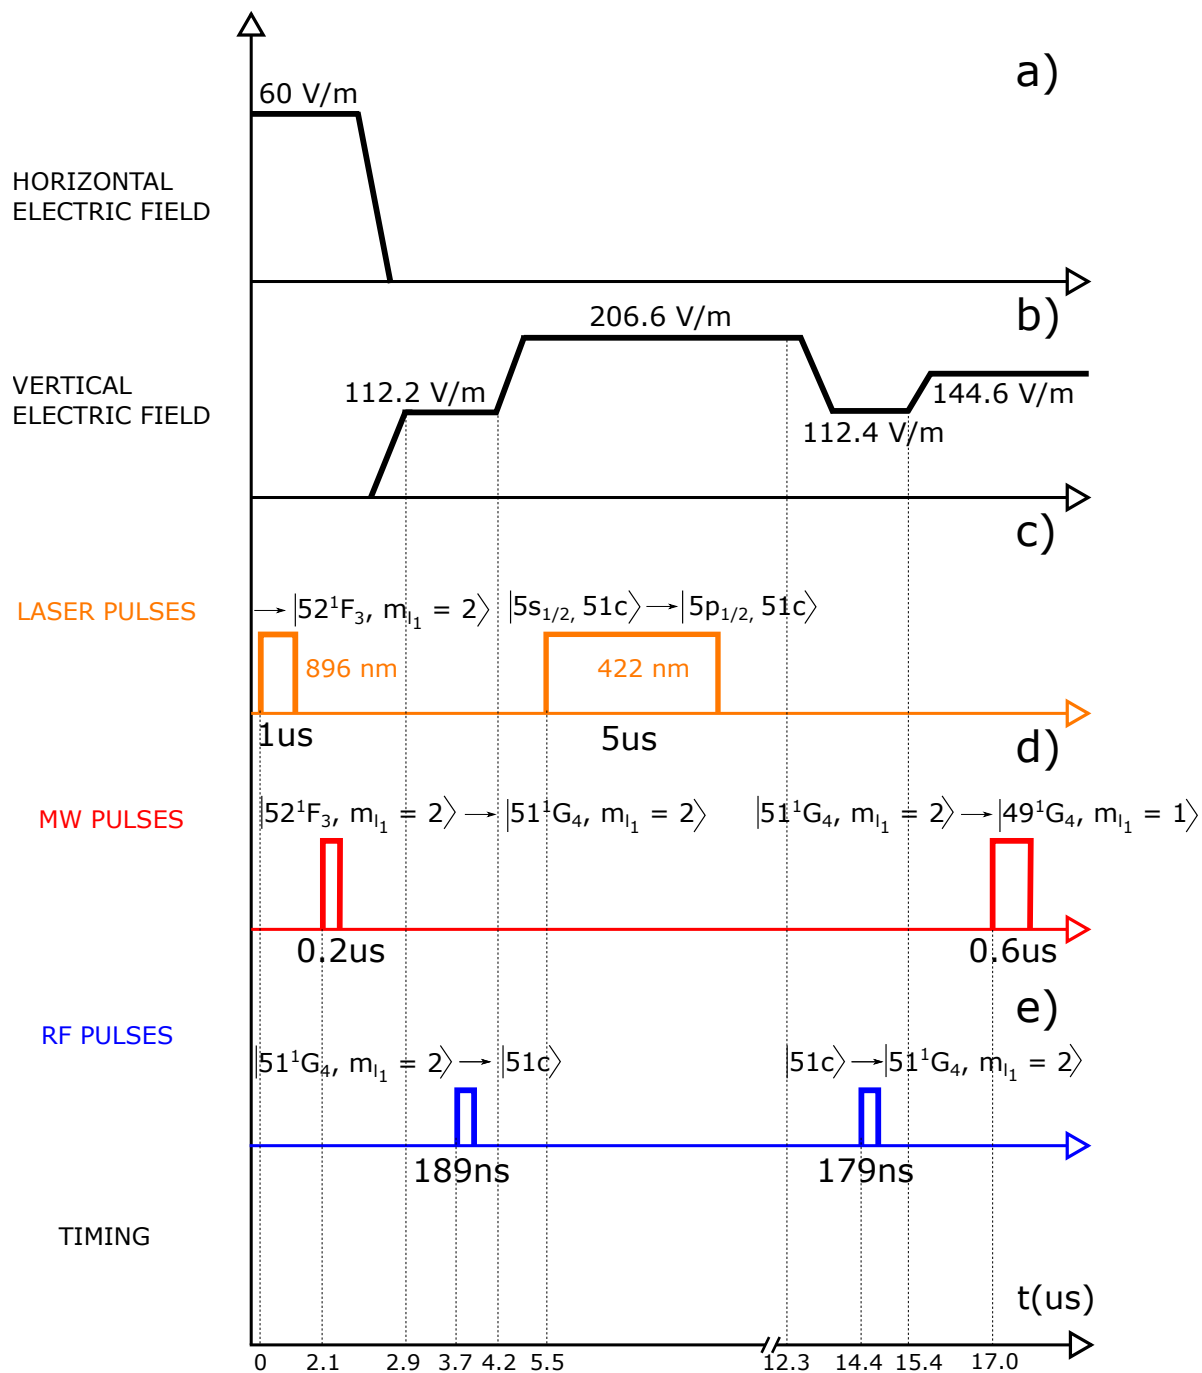 a)
60 V/m
HORIZONTAL
ELECTRIC FIELD
b)
206.6 V/m
VERTICAL
ELECTRIC FIELD
112.2 V/m
144.6 V/m
112.4 V/m
c)
LASER PULSES
→|52¹F₃, m_l₁ = 2⟩
|5s₁/₂, 51c⟩→|5p₁/₂, 51c⟩
896 nm
422 nm
1us
5us
d)
MW PULSES
|52¹F₃, m_l₁ = 2⟩→|51¹G₄, m_l₁ = 2⟩
|51¹G₄, m_l₁ = 2⟩→|49¹G₄, m_l₁ = 1⟩
0.2us
0.6us
e)
RF PULSES
|51¹G₄, m_l₁ = 2⟩→|51c⟩
|51c⟩→|51¹G₄, m_l₁ = 2⟩
189ns
179ns
TIMING
t(us)
0 2.1 2.9 3.7 4.2 5.5 12.3 14.4 15.4 17.0